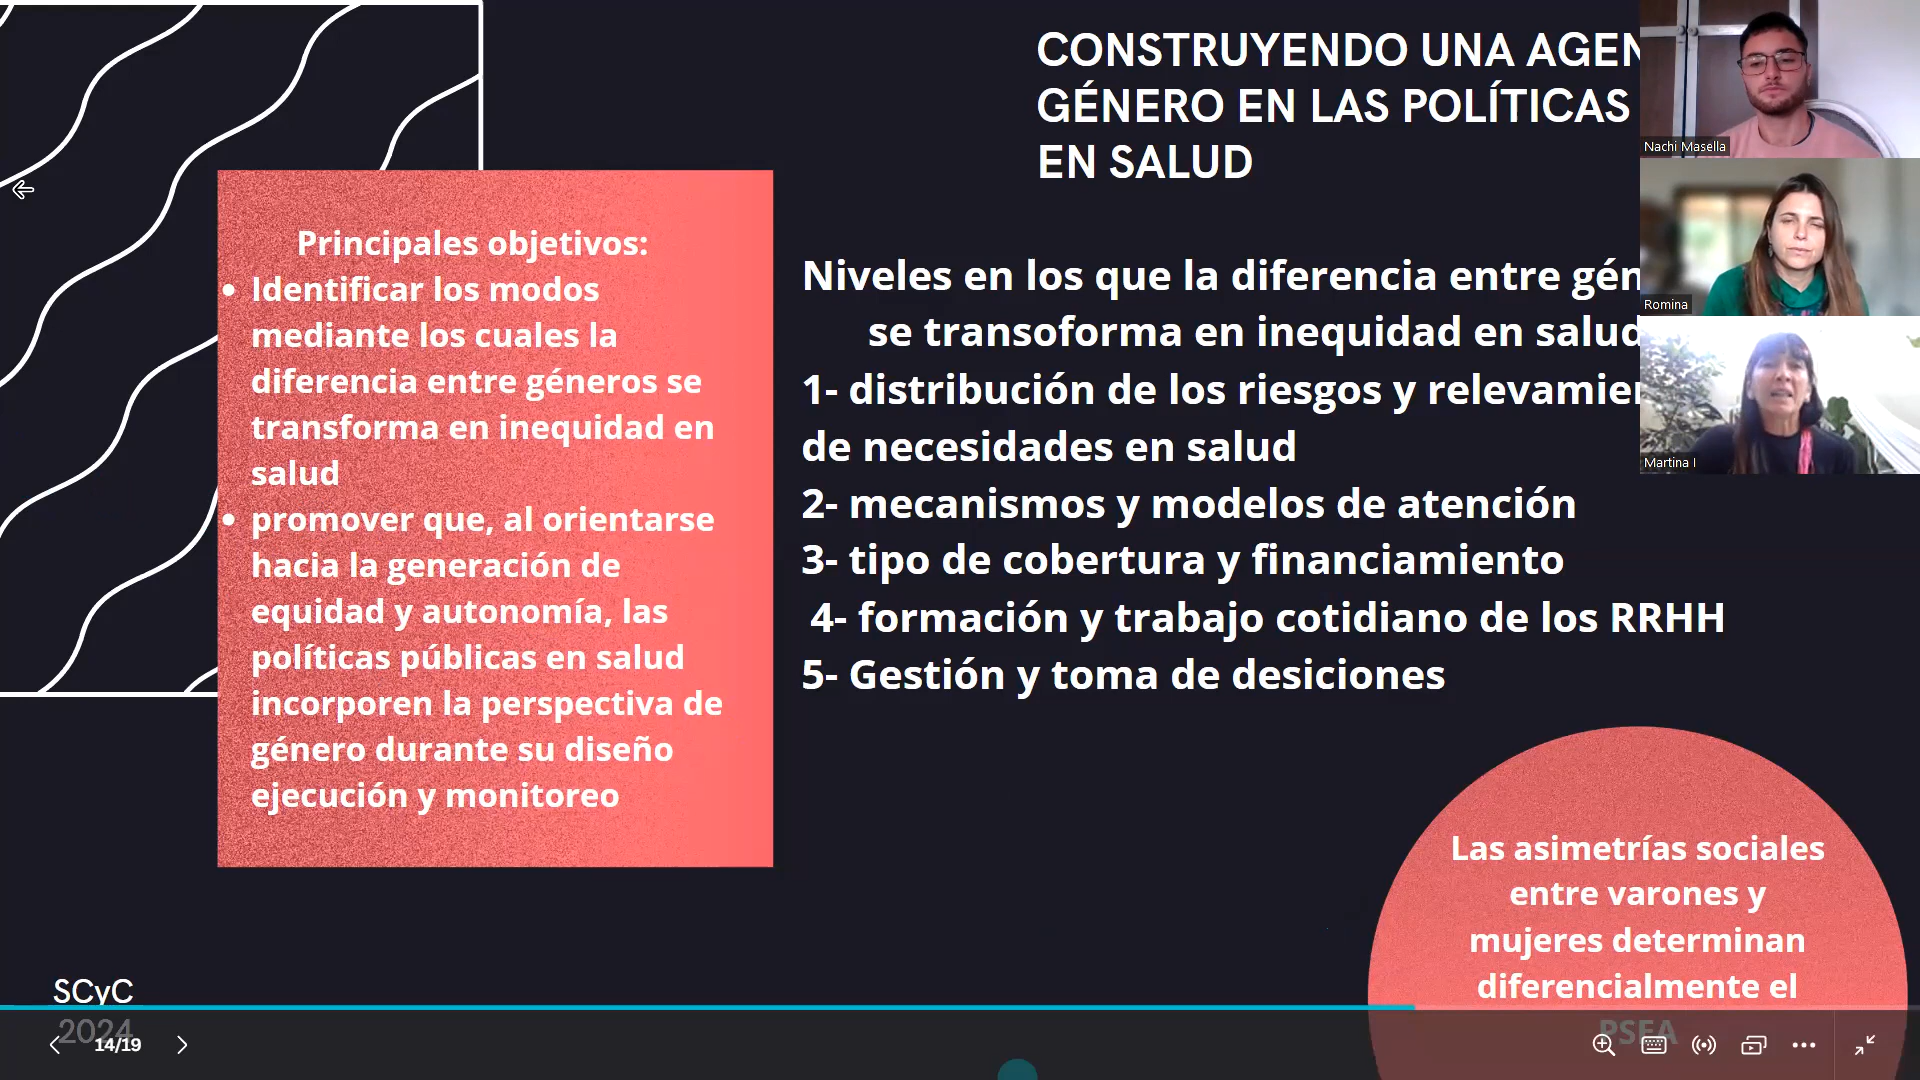 CONSTRUYENDO UNA AGEN
GÉNERO EN LAS POLÍTICAS
EN SALUD
Principales objetivos:
• Identificar los modos
mediante los cuales la
diferencia entre géneros se
transforma en inequidad en
salud
• promover que, al orientarse
hacia la generación de
equidad y autonomía, las
políticas públicas en salud
incorporen la perspectiva de
género durante su diseño
ejecución y monitoreo
Niveles en los que la diferencia entre gén
se transoforma en inequidad en salud
1- distribución de los riesgos y relevamien
de necesidades en salud
2- mecanismos y modelos de atención
3- tipo de cobertura y financiamiento
4- formación y trabajo cotidiano de los RRHH
5- Gestión y toma de desiciones
Las asimetrías sociales
entre varones y
mujeres determinan
diferencialmente el
PSEA
SCyC
2024
14/19
Nachi Masella
Romina
Martina I